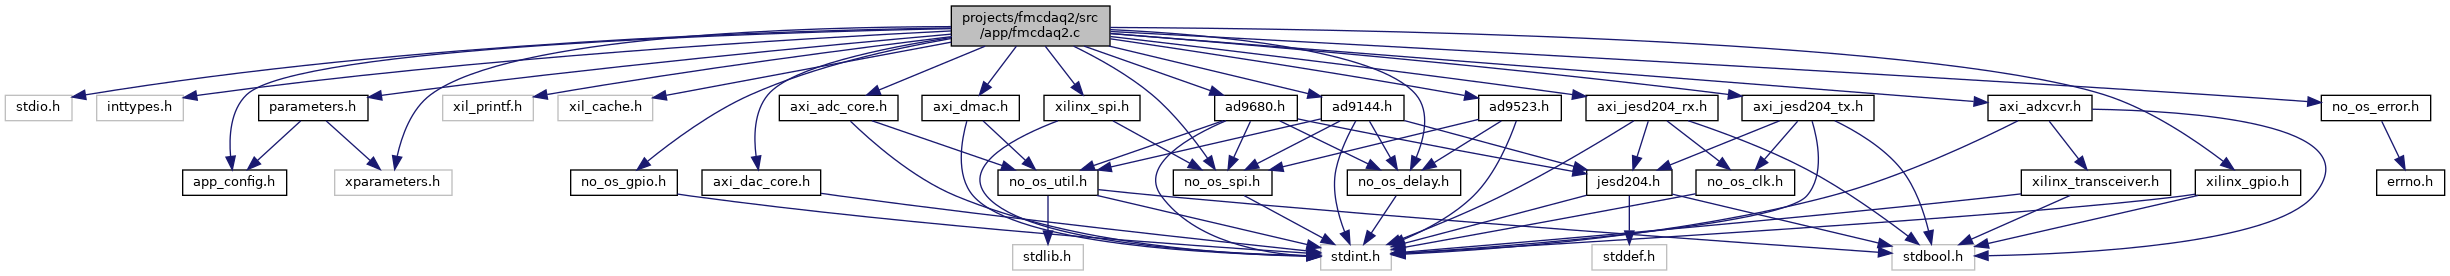 projects/fmcdaq2/src
/app/fmcdaq2.c
stdio.h
inttypes.h
parameters.h
xil_printf.h
xil_cache.h
axi_adc_core.h
axi_dmac.h
xilinx_spi.h
ad9680.h
ad9144.h
ad9523.h
axi_jesd204_rx.h
axi_jesd204_tx.h
axi_adxcvr.h
no_os_error.h
app_config.h
xparameters.h
no_os_gpio.h
axi_dac_core.h
no_os_util.h
no_os_spi.h
no_os_delay.h
jesd204.h
no_os_clk.h
xilinx_transceiver.h
xilinx_gpio.h
errno.h
stdlib.h
stdint.h
stddef.h
stdbool.h